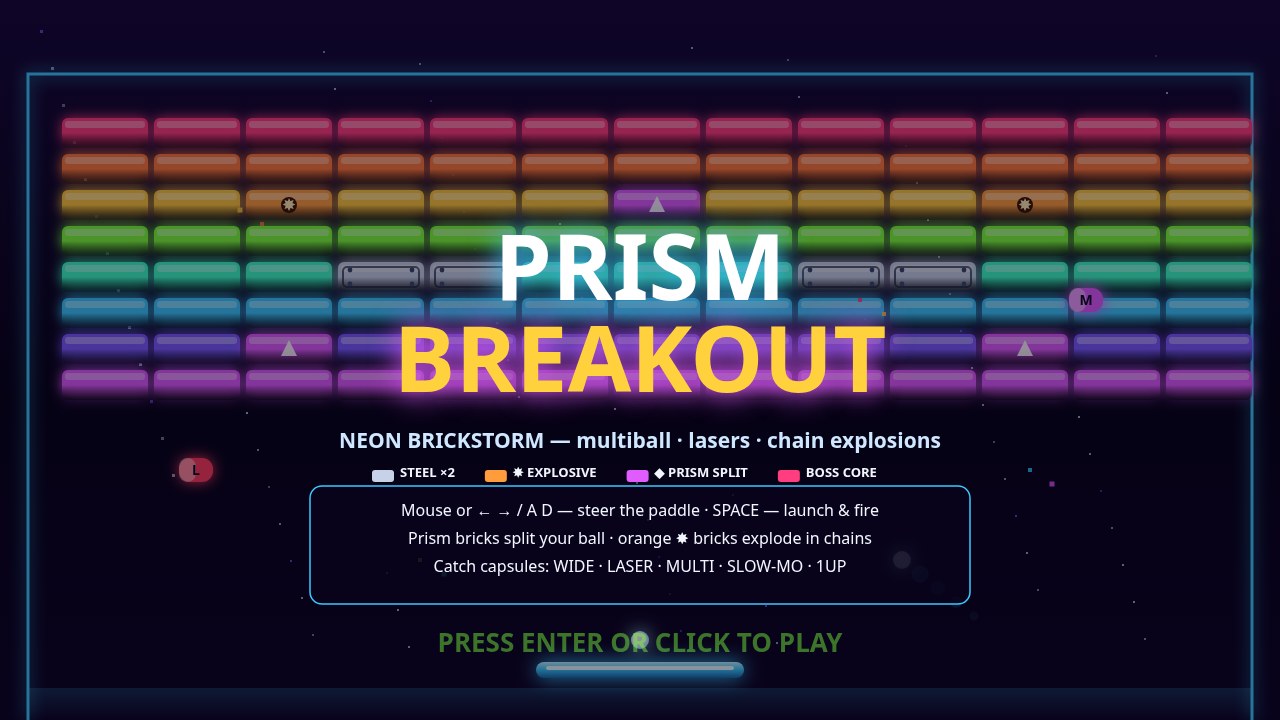 PRISM
M
BREAKOUT
NEON BRICKSTORM — multiball · lasers · chain explosions
L
STEEL ×2 ✸ EXPLOSIVE ◆ PRISM SPLIT BOSS CORE
Mouse or ← → / A D — steer the paddle · SPACE — launch & fire
Prism bricks split your ball · orange ✸ bricks explode in chains
Catch capsules: WIDE · LASER · MULTI · SLOW-MO · 1UP
PRESS ENTER OR CLICK TO PLAY